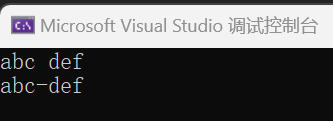 C:\ Microsoft Visual Studio 调试控制台
abc def
abc-def